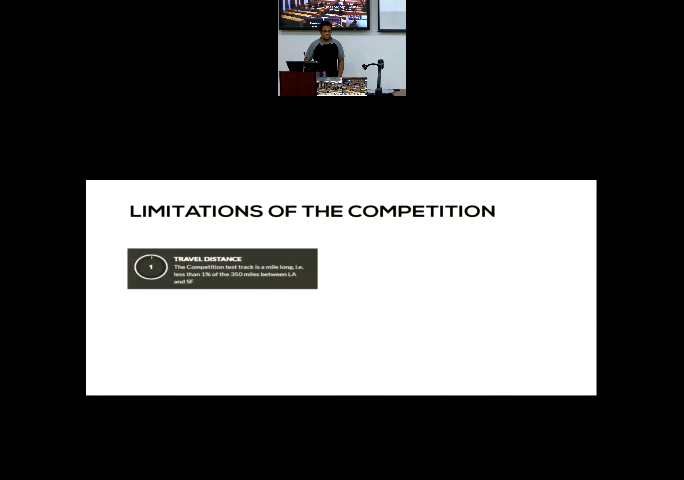 LIMITATIONS OF THE COMPETITION
1
TRAVEL DISTANCE
The Competition test track is a mile long, i.e.
less than 1% of the 350 miles between LA
and SF